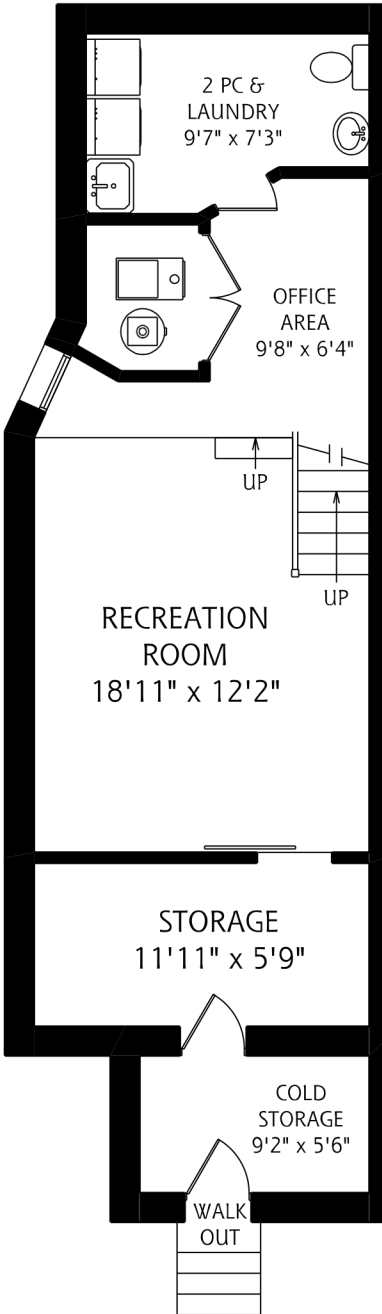 2 PC &
LAUNDRY
9'7" x 7'3"
OFFICE
AREA
9'8" x 6'4"
UP
UP
RECREATION
ROOM
18'11" x 12'2"
STORAGE
11'11" x 5'9"
COLD
STORAGE
9'2" x 5'6"
WALK
OUT